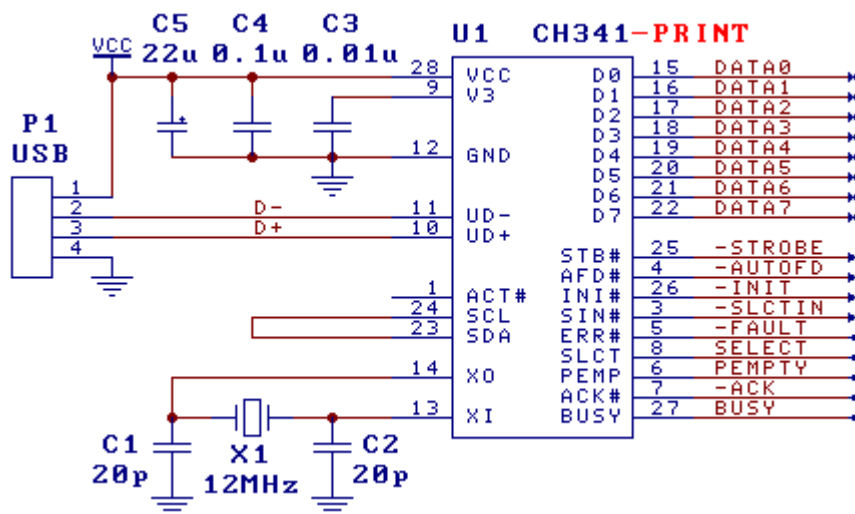 C5 C4 C3
VCC 22u 0.1u 0.01u
U1 CH341-PRINT
P1
USB
1
2
3
4
D-
D+
28 VCC
9 V3
12 GND
11 UD-
10 UD+
1 ACT#
24 SCL
23 SDA
14 XO
13 XI
D0 15 DATA0
D1 16 DATA1
D2 17 DATA2
D3 18 DATA3
D4 19 DATA4
D5 20 DATA5
D6 21 DATA6
D7 22 DATA7
STB# 25 -STROBE
AFD# 4 -AUTOFD
INI# 26 -INIT
SIN# 3 -SLCTIN
ERR# 5 -FAULT
SLCT 8 SELECT
PEMP 6 PEMPTY
ACK# 7 -ACK
BUSY 27 BUSY
C1
20p
X1
12MHz
C2
20p